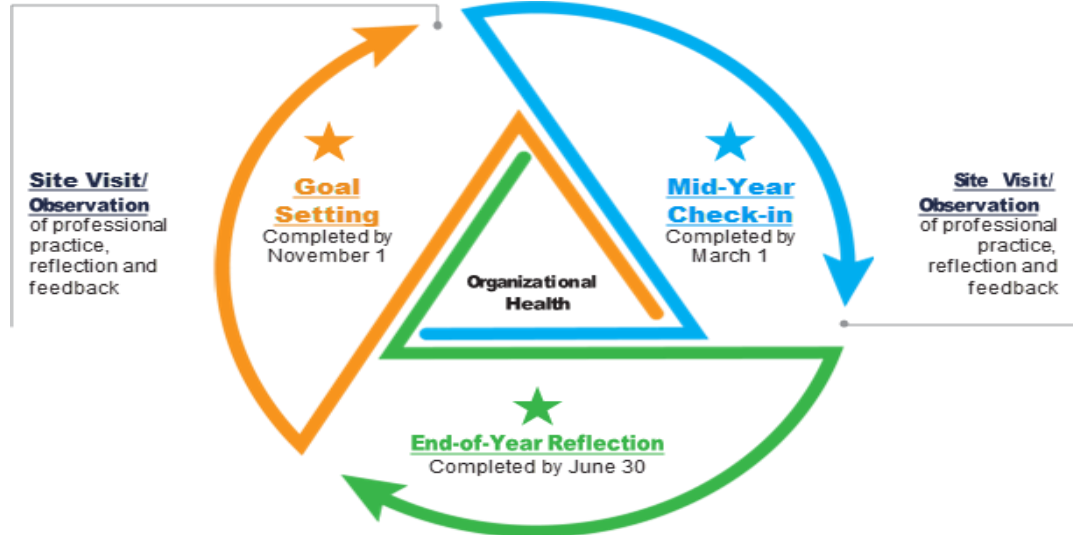 Site Visit/
Observation
of professional
practice,
reflection and
feedback
Goal
Setting
Completed by
November 1
Organizational
Health
Mid-Year
Check-in
Completed by
March 1
Site Visit/
Observation
of professional
practice,
reflection and
feedback
End-of-Year Reflection
Completed by June 30